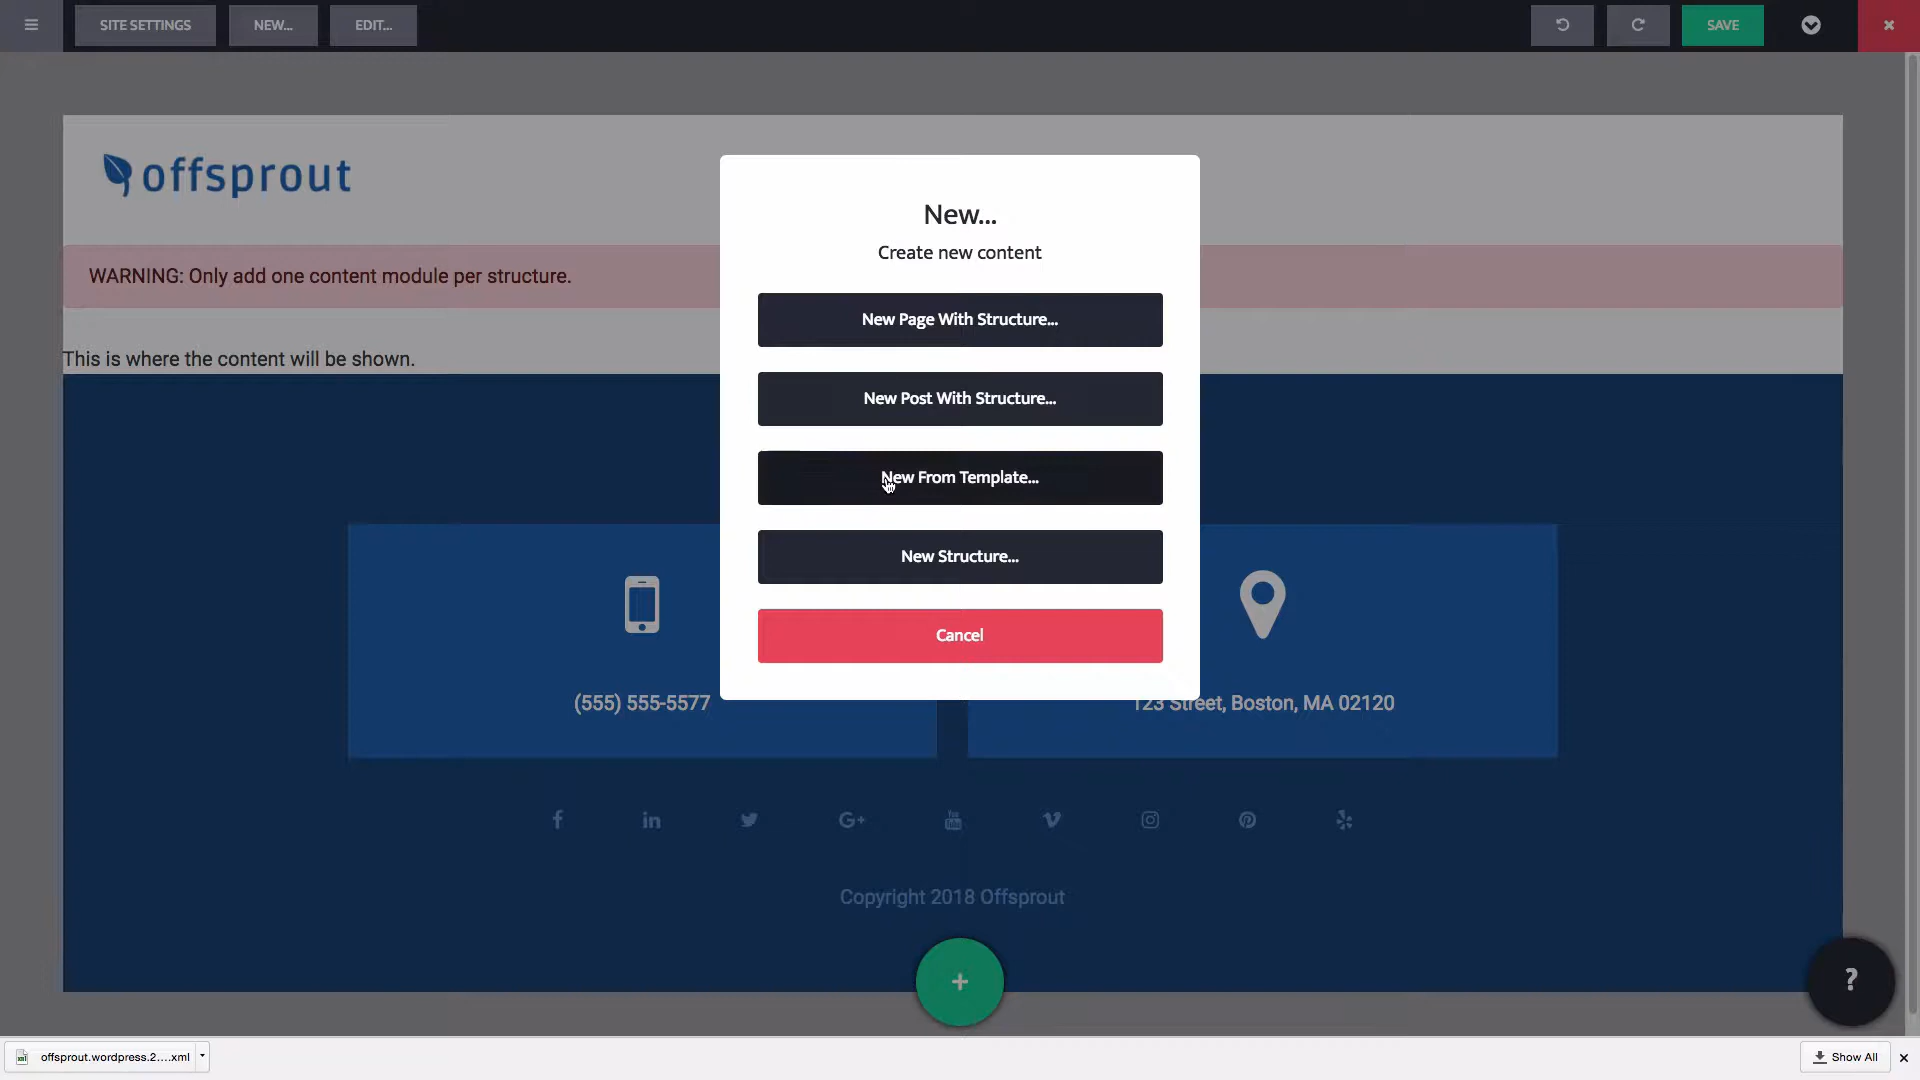 SITE SETTINGS
NEW...
EDIT...
SAVE
offsprout
WARNING: Only add one content module per structure.
This is where the content will be shown.
New...
Create new content
New Page With Structure...
New Post With Structure...
New From Template...
New Structure...
Cancel
(555) 555-5577
123 Street, Boston, MA 02120
Copyright 2018 Offsprout
+
?
offsprout.wordpress.2....xml
Show All